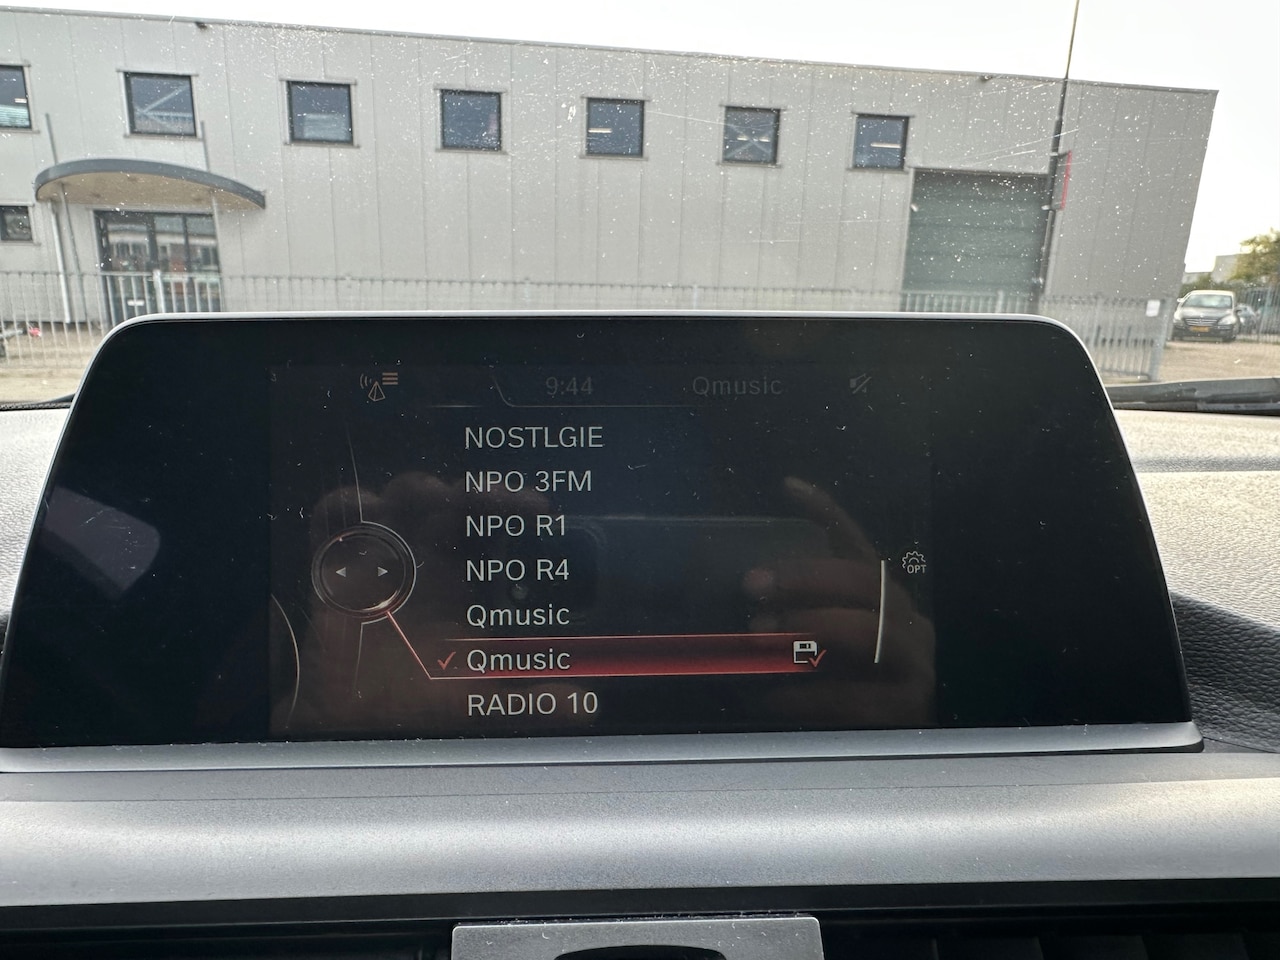 9:44 Qmusic
NOSTLGIE
NPO 3FM
NPO R1
NPO R4
OPT
Qmusic
Qmusic
RADIO 10